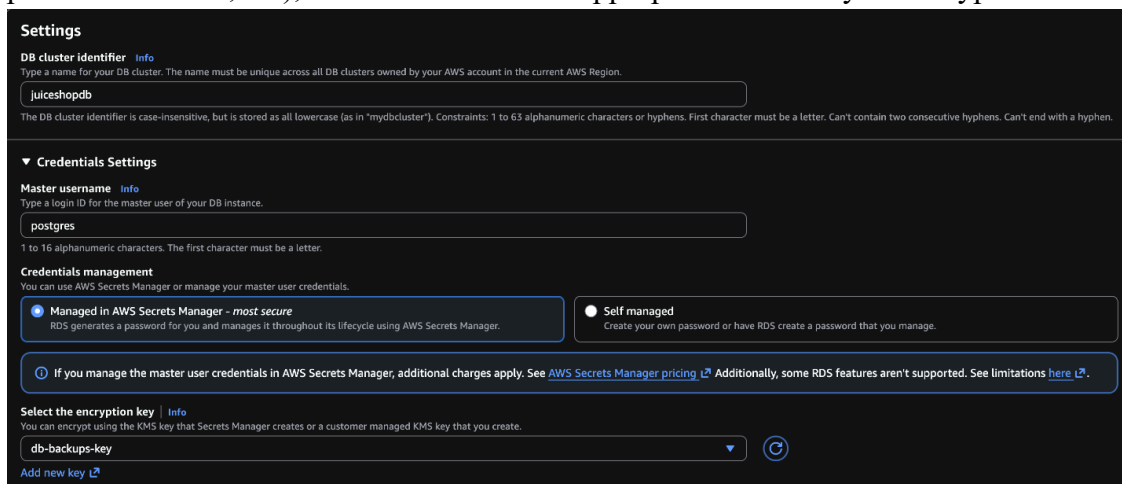 Settings
DB cluster identifier Info
Type a name for your DB cluster. The name must be unique across all DB clusters owned by your AWS account in the current AWS Region.
juiceshopdb
The DB cluster identifier is case-insensitive, but is stored as all lowercase (as in "mydbcluster"). Constraints: 1 to 63 alphanumeric characters or hyphens. First character must be a letter. Can't contain two consecutive hyphens. Can't end with a hyphen.
▼ Credentials Settings
Master username Info
Type a login ID for the master user of your DB instance.
postgres
1 to 16 alphanumeric characters. The first character must be a letter.
Credentials management
You can use AWS Secrets Manager or manage your master user credentials.
Managed in AWS Secrets Manager - most secure
RDS generates a password for you and manages it throughout its lifecycle using AWS Secrets Manager.
Self managed
Create your own password or have RDS create a password that you manage.
If you manage the master user credentials in AWS Secrets Manager, additional charges apply. See AWS Secrets Manager pricing Additionally, some RDS features aren't supported. See limitations here.
Select the encryption key | Info
You can encrypt using the KMS key that Secrets Manager creates or a customer managed KMS key that you create.
db-backups-key
Add new key